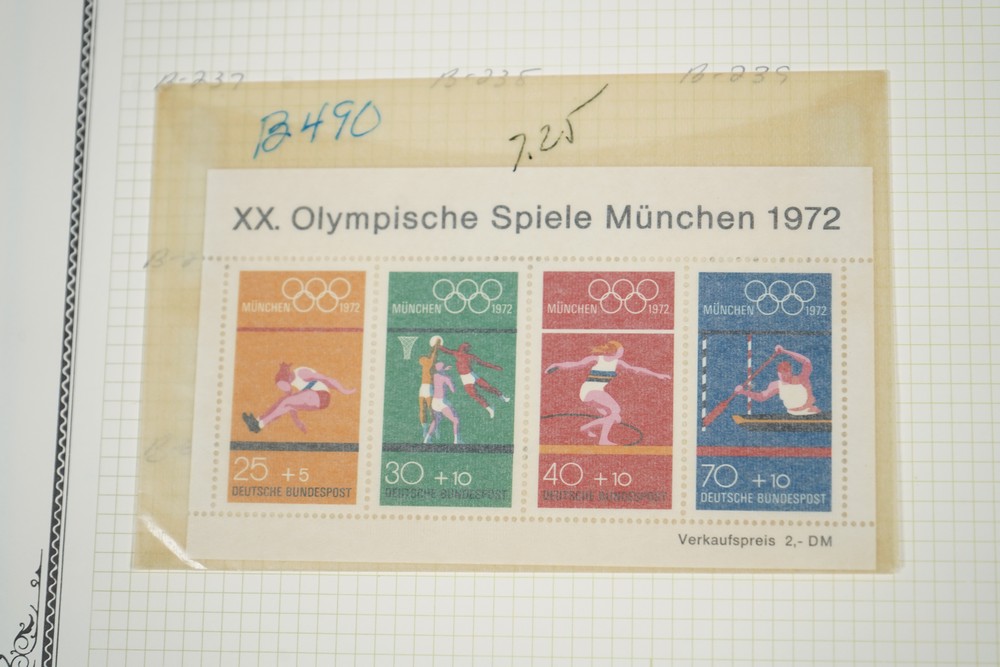 B-237 B-238 B-239
B490 7.25
XX. Olympische Spiele München 1972
MÜNCHEN 1972
25 +5
DEUTSCHE BUNDESPOST
MÜNCHEN 1972
30 +10
DEUTSCHE BUNDESPOST
MÜNCHEN 1972
40 +10
DEUTSCHE BUNDESPOST
MÜNCHEN 1972
70 +10
DEUTSCHE BUNDESPOST
Verkaufspreis 2,- DM